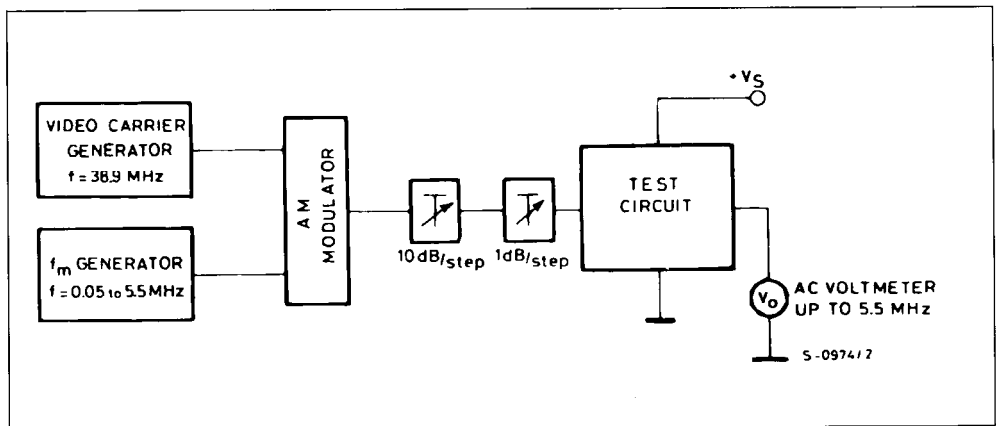 VIDEO CARRIER
GENERATOR
f = 38.9 MHz
fm GENERATOR
f = 0.05 to 5.5 MHz
AM
MODULATOR
10 dB/step
1 dB/step
TEST
CIRCUIT
+VS
Vo
AC VOLTMETER
UP TO 5.5 MHz
S-0974/2